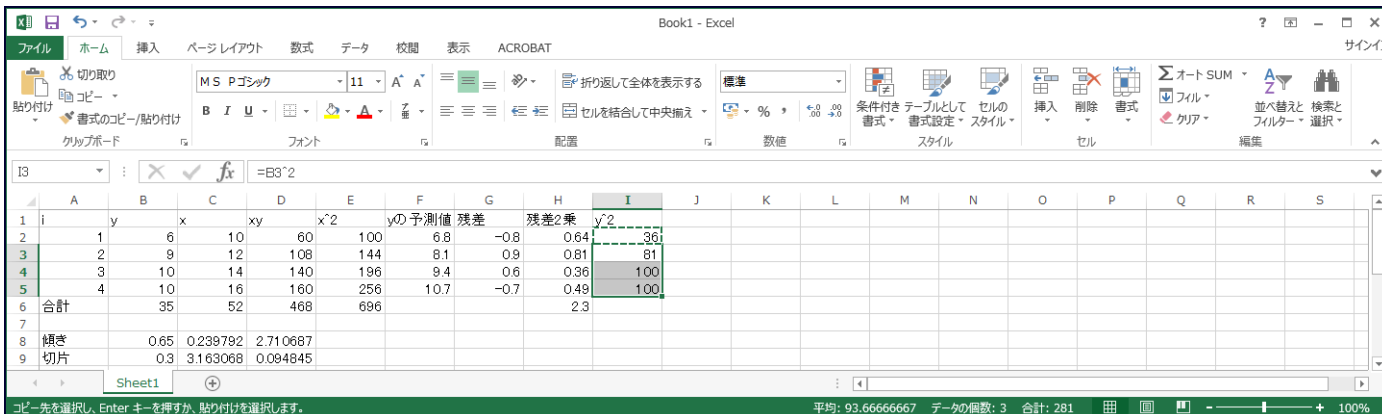 Book1 - Excel
ファイル ホーム 挿入 ページ レイアウト 数式 データ 校閲 表示 ACROBAT サインイ
切り取り
コピー
書式のコピー/貼り付け
貼り付け
クリップボード
MS Pゴシック 11
B I U
フォント
折り返して全体を表示する
セルを結合して中央揃え
配置
標準
数値
条件付き書式 テーブルとして書式設定 セルのスタイル
スタイル
挿入 削除 書式
セル
Σ オート SUM
フィル
クリア
並べ替えとフィルター 検索と選択
編集
I3 fx =B3^2
A B C D E F G H I J K L M N O P Q R S
1 i y x xy x^2 yの予測値 残差 残差2乗 y^2
2 1 6 10 60 100 6.8 -0.8 0.64 36
3 2 9 12 108 144 8.1 0.9 0.81 81
4 3 10 14 140 196 9.4 0.6 0.36 100
5 4 10 16 160 256 10.7 -0.7 0.49 100
6 合計 35 52 468 696 2.3
7
8 傾き 0.65 0.239792 2.710687
9 切片 0.3 3.163068 0.094845
Sheet1
コピー先を選択し、Enter キーを押すか、貼り付けを選択します。 平均: 93.66666667 データの個数: 3 合計: 281 100%